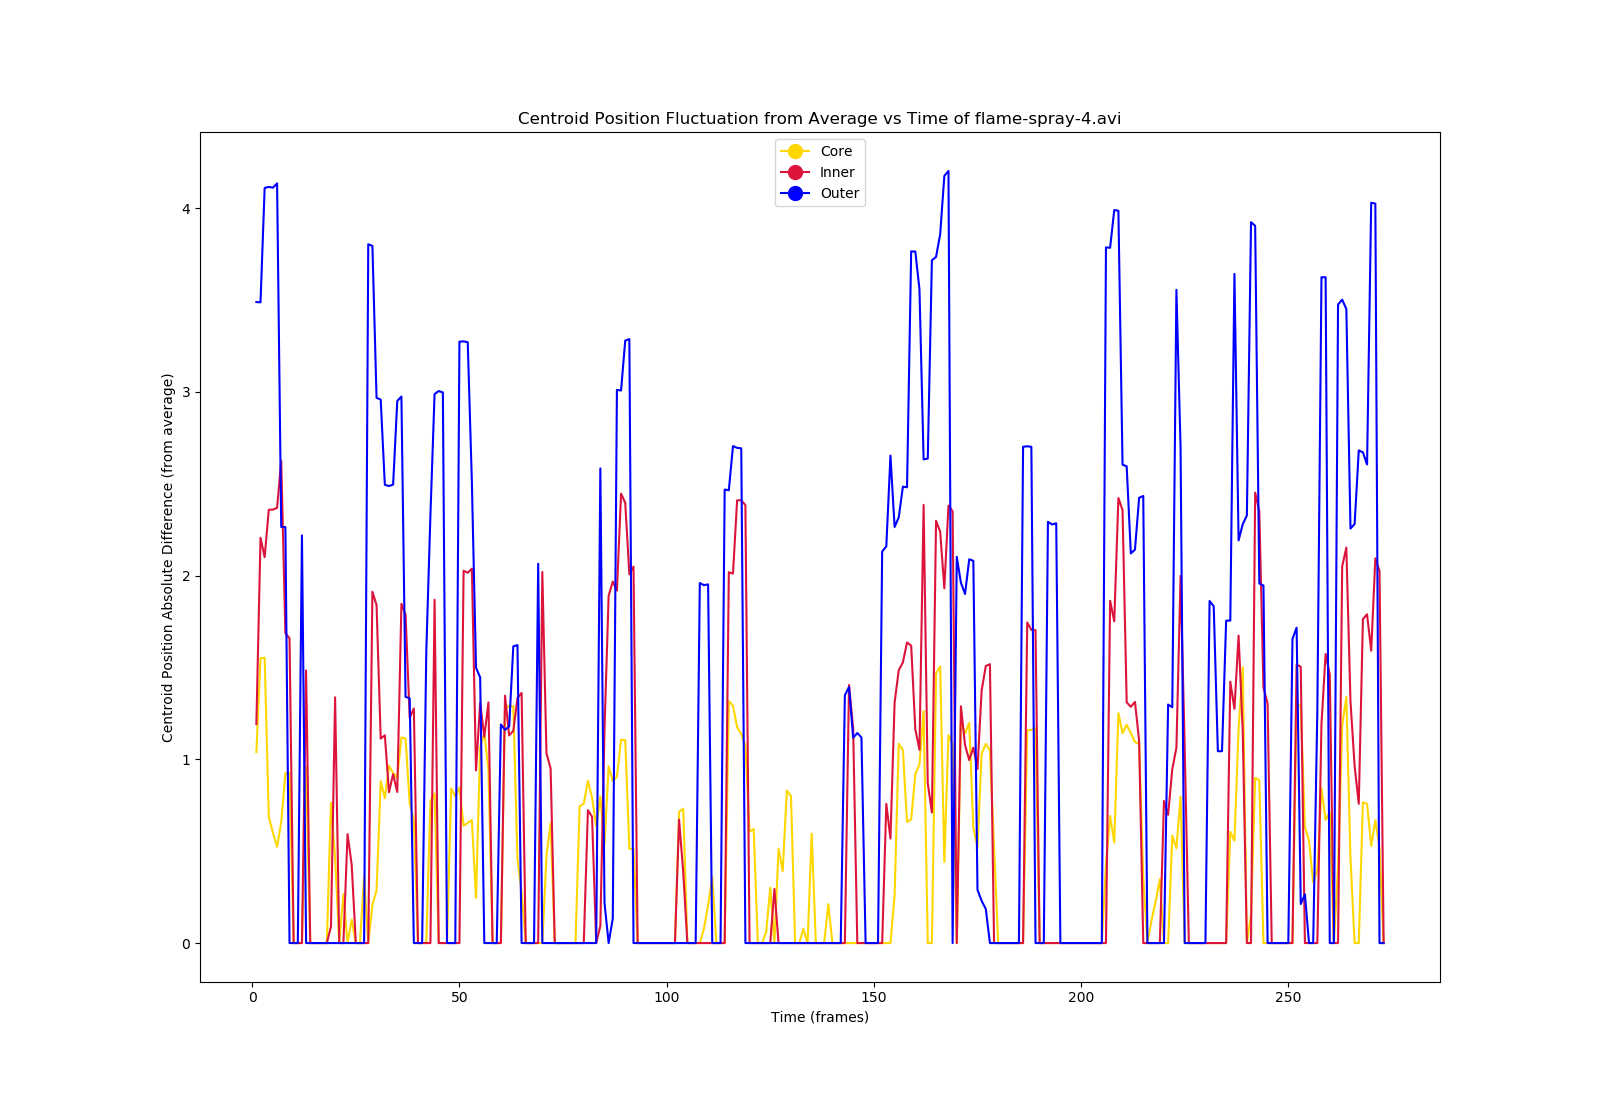 Centroid Position Fluctuation from Average vs Time of flame-spray-4.avi
Core
Inner
Outer
Centroid Position Absolute Difference (from average)
4
3
2
1
0
0 50 100 150 200 250
Time (frames)